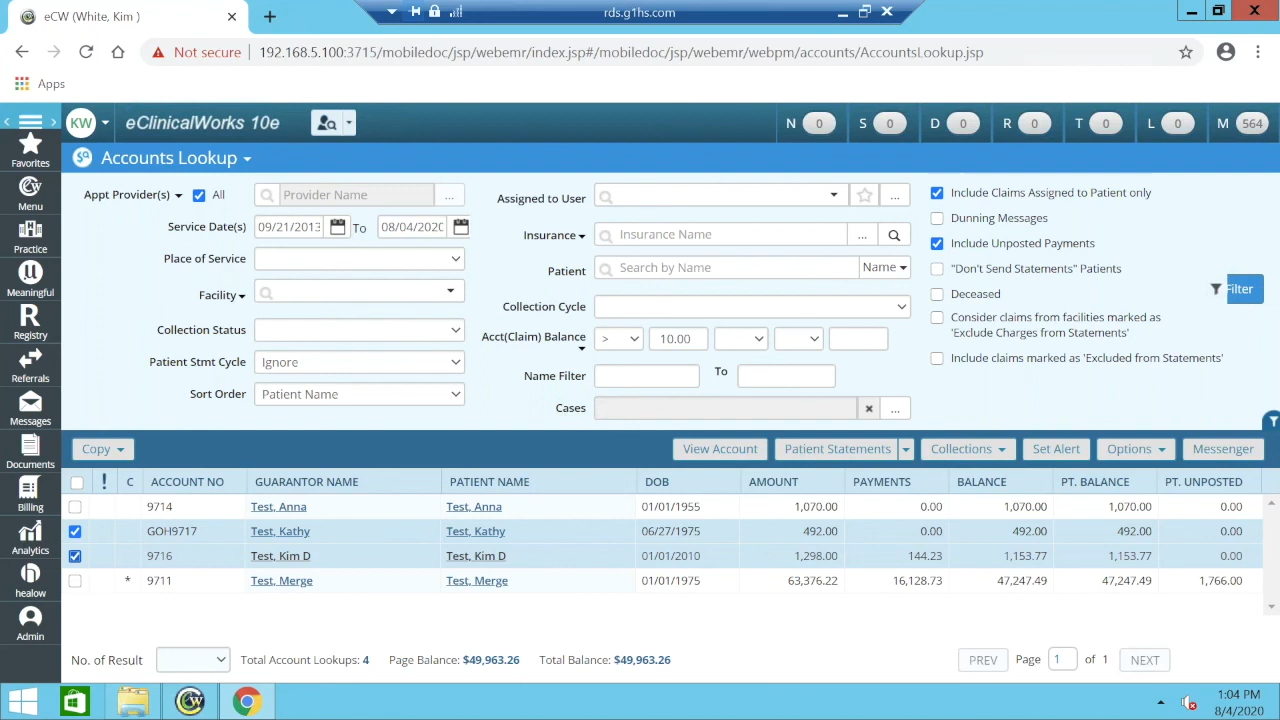 eCW (White, Kim )
rds.g1hs.com
Not secure
192.168.5.100:3715/mobiledoc/jsp/webemr/index.jsp#/mobiledoc/jsp/webemr/webpm/accounts/AccountsLookup.jsp
Apps
KW
eClinicalWorks 10e
N 0 S 0 D 0 R 0 T 0 L 0 M 564
Favorites
Menu
Practice
Meaningful
Registry
Referrals
Messages
Documents
Billing
Analytics
healow
Admin
Accounts Lookup
Appt Provider(s) All Provider Name ...
Service Date(s) 09/21/2013 To 08/04/2020
Place of Service
Facility
Collection Status
Patient Stmt Cycle Ignore
Sort Order Patient Name
Assigned to User ...
Insurance Insurance Name ...
Patient Search by Name Name
Collection Cycle
Acct(Claim) Balance > 10.00
Name Filter To
Cases ...
Include Claims Assigned to Patient only
Dunning Messages
Include Unposted Payments
"Don't Send Statements" Patients
Deceased
Consider claims from facilities marked as
'Exclude Charges from Statements'
Include claims marked as 'Excluded from Statements'
Filter
Copy View Account Patient Statements Collections Set Alert Options Messenger
! C ACCOUNT NO GUARANTOR NAME PATIENT NAME DOB AMOUNT PAYMENTS BALANCE PT. BALANCE PT. UNPOSTED
9714 Test, Anna Test, Anna 01/01/1955 1,070.00 0.00 1,070.00 1,070.00 0.00
GOH9717 Test, Kathy Test, Kathy 06/27/1975 492.00 0.00 492.00 492.00 0.00
9716 Test, Kim D Test, Kim D 01/01/2010 1,298.00 144.23 1,153.77 1,153.77 0.00
* 9711 Test, Merge Test, Merge 01/01/1975 63,376.22 16,128.73 47,247.49 47,247.49 1,766.00
No. of Result Total Account Lookups: 4 Page Balance: $49,963.26 Total Balance: $49,963.26 PREV Page 1 of 1 NEXT
1:04 PM
8/4/2020